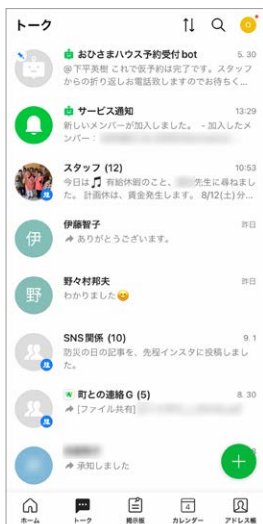 トーク
おひさまハウス予約受付bot 5. 30
@下平英樹 これで仮予約は完了です。スタッフ
からの折り返しお電話致しますのでお待ちく...
サービス通知 13:29
新しいメンバーが加入しました。 - 加入したメ
ンバー：
スタッフ (12) 10:53
今日は🎵 有給休暇のこと、 先生に尋ねまし
た。 計画休は、賃金発生します。 8/12(土)分...
伊
伊藤智子 昨日
ありがとうございます。
野
野々村邦夫 昨日
わかりました😊
SNS関係 (10) 9. 1
防災の日の記事を、先程インスタに投稿しまし
た。
町との連絡G (5) 8. 30
[ファイル共有]
承知しました
ホーム トーク 掲示板 4 カレンダー アドレス帳